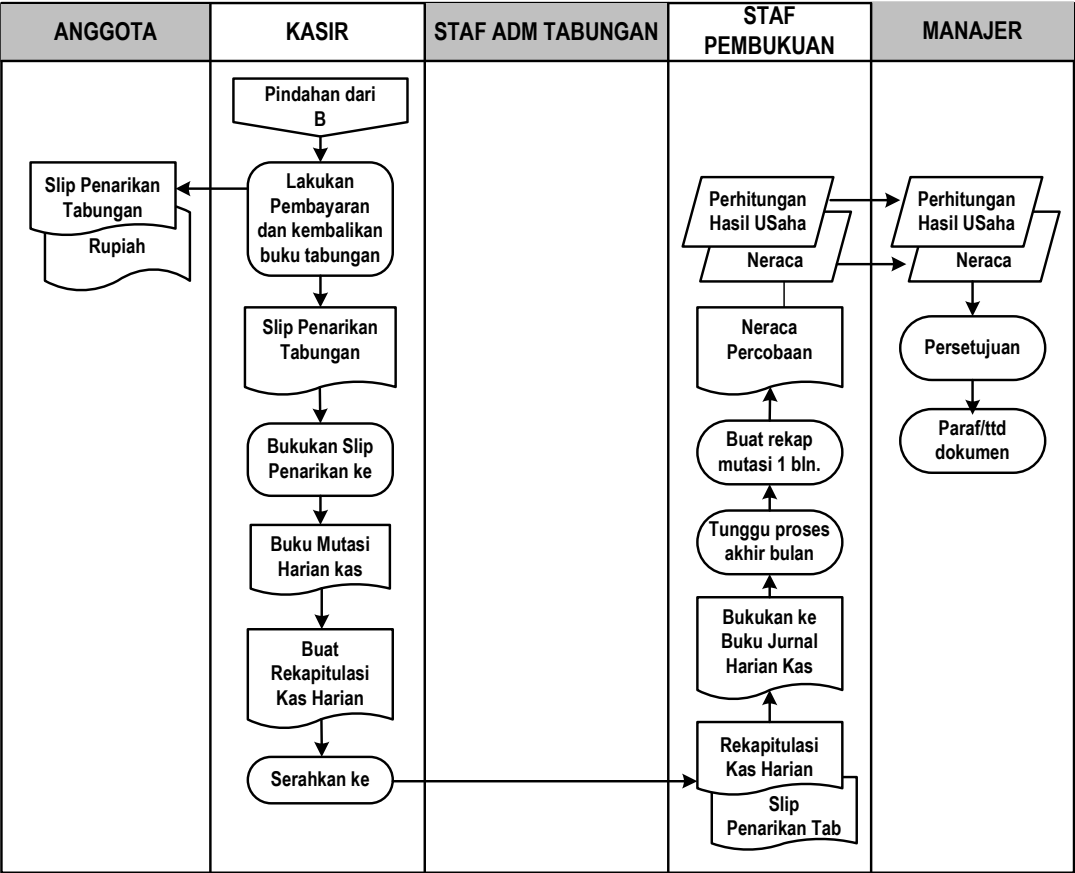 ANGGOTA
KASIR
STAF ADM TABUNGAN
STAF
PEMBUKUAN
MANAJER
Pindahan dari
B
Lakukan
Pembayaran
dan kembalikan
buku tabungan
Slip Penarikan
Tabungan
Rupiah
Slip Penarikan
Tabungan
Bukukan Slip
Penarikan ke
Buku Mutasi
Harian kas
Buat
Rekapitulasi
Kas Harian
Serahkan ke
Rekapitulasi
Kas Harian
Slip
Penarikan Tab
Bukukan ke
Buku Jurnal
Harian Kas
Tunggu proses
akhir bulan
Buat rekap
mutasi 1 bln.
Neraca
Percobaan
Perhitungan
Hasil USaha
Neraca
Perhitungan
Hasil USaha
Neraca
Persetujuan
Paraf/ttd
dokumen